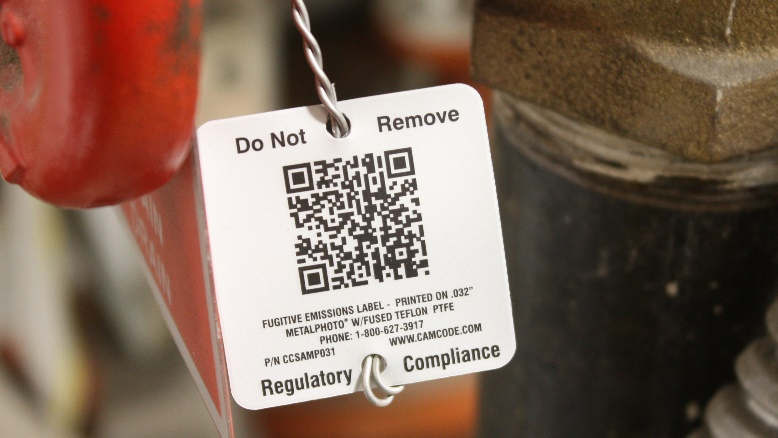 Do Not Remove
FUGITIVE EMISSIONS LABEL - PRINTED ON .032"
METALPHOTO® W/FUSED TEFLON PTFE
PHONE: 1-800-627-3917
P/N CCSAMP031 WWW.CAMCODE.COM
Regulatory Compliance